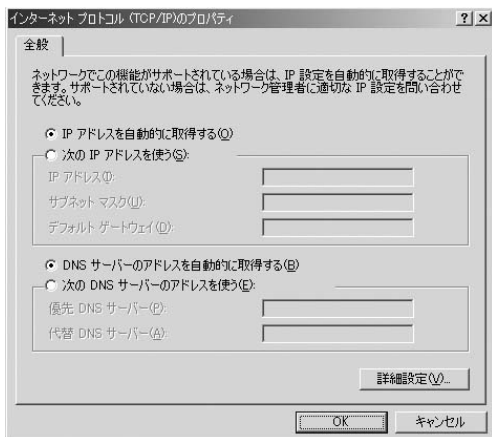 インターネット プロトコル (TCP/IP)のプロパティ
全般
ネットワークでこの機能がサポートされている場合は、IP 設定を自動的に取得することがで
きます。サポートされていない場合は、ネットワーク管理者に適切な IP 設定を問い合わせ
てください。
IP アドレスを自動的に取得する(O)
次の IP アドレスを使う(S):
IP アドレス(I):
サブネット マスク(U):
デフォルト ゲートウェイ(D):
DNS サーバーのアドレスを自動的に取得する(B)
次の DNS サーバーのアドレスを使う(E):
優先 DNS サーバー(P):
代替 DNS サーバー(A):
詳細設定(V)...
OK
キャンセル